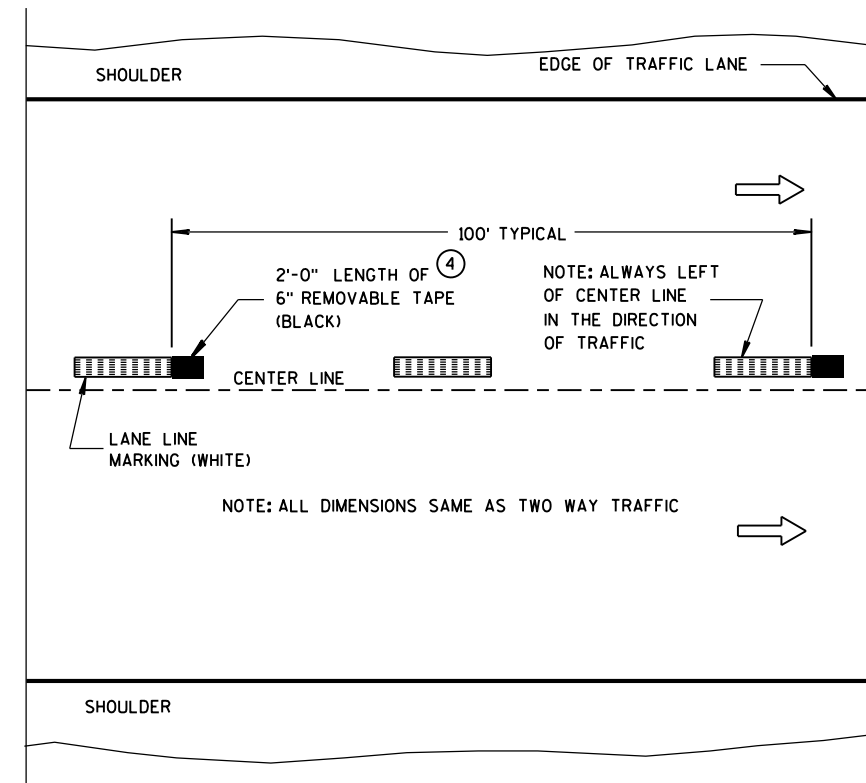 SHOULDER
EDGE OF TRAFFIC LANE
100' TYPICAL
2'-0" LENGTH OF 4
6" REMOVABLE TAPE
(BLACK)
NOTE: ALWAYS LEFT
OF CENTER LINE
IN THE DIRECTION
OF TRAFFIC
CENTER LINE
LANE LINE
MARKING (WHITE)
NOTE: ALL DIMENSIONS SAME AS TWO WAY TRAFFIC
SHOULDER